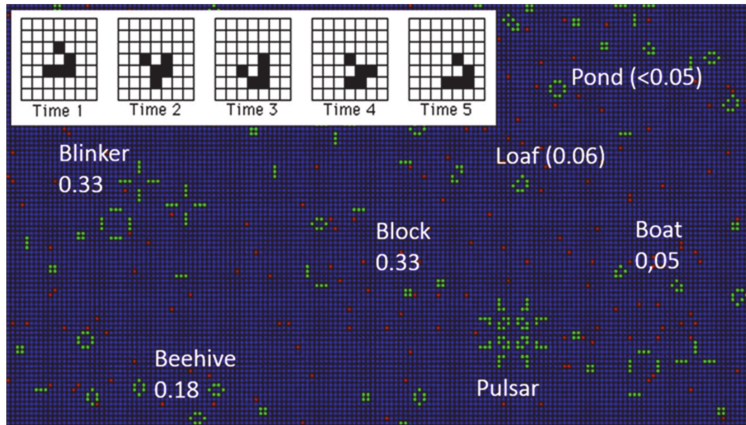 Time 1 Time 2 Time 3 Time 4 Time 5
Pond (<0.05)
Blinker
0.33
Loaf (0.06)
Block
0.33
Boat
0,05
Beehive
0.18
Pulsar